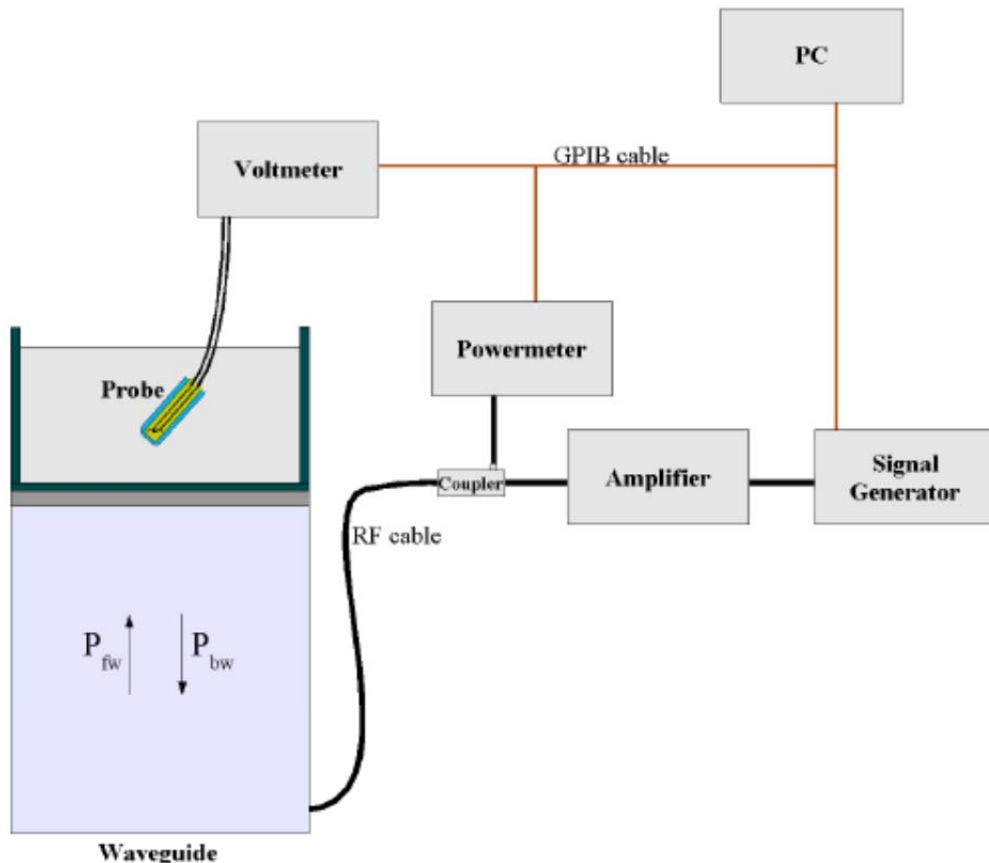 PC
Voltmeter
GPIB cable
Powermeter
Probe
Coupler
Amplifier
Signal
Generator
RF cable
P fw
P bw
Waveguide